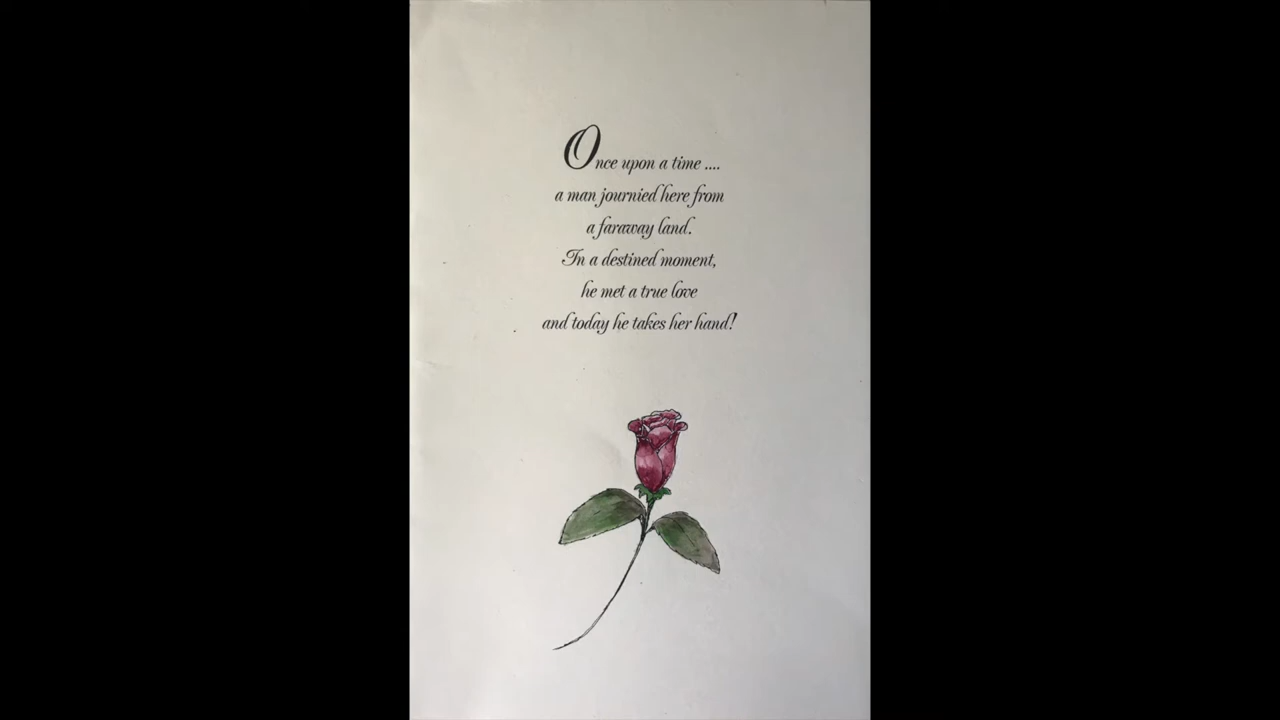 Once upon a time ....
a man journied here from
a faraway land.
In a destined moment,
he met a true love
and today he takes her hand!